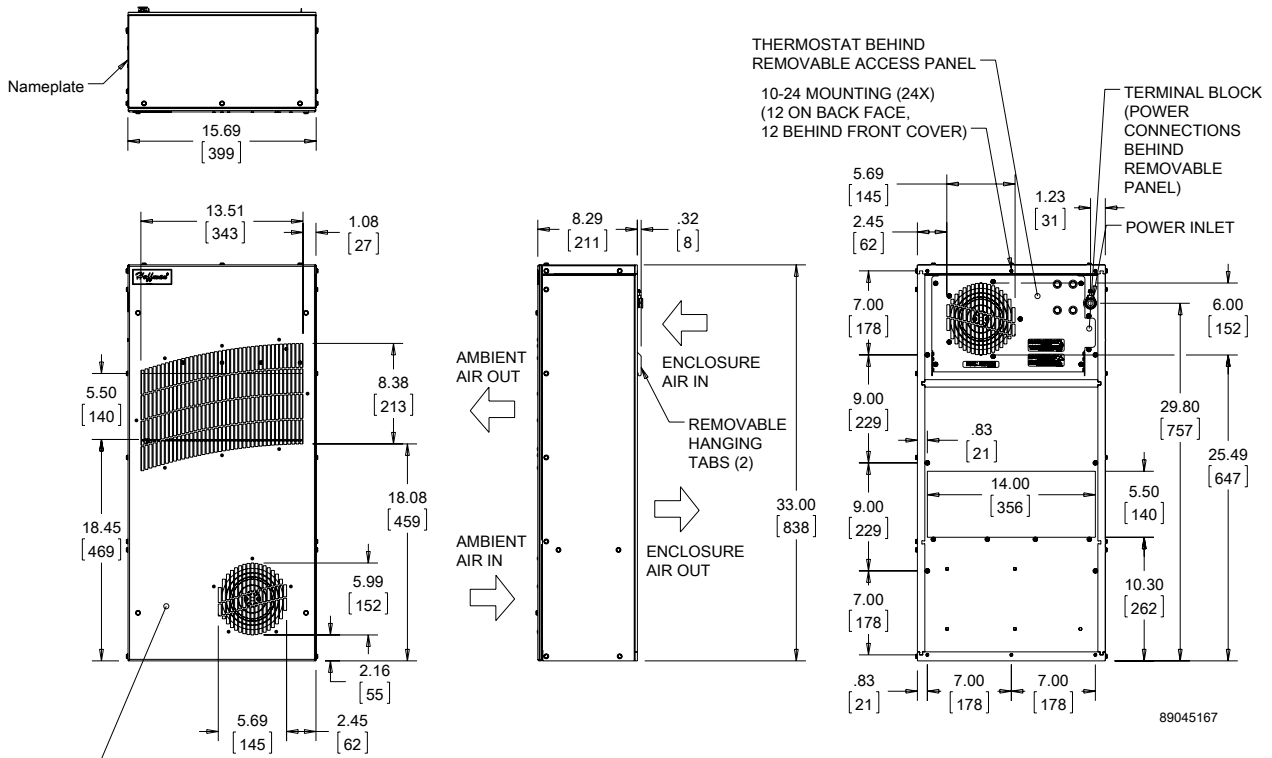 Nameplate
15.69
[399]
THERMOSTAT BEHIND
REMOVABLE ACCESS PANEL
10-24 MOUNTING (24X)
(12 ON BACK FACE,
12 BEHIND FRONT COVER)
TERMINAL BLOCK
(POWER
CONNECTIONS
BEHIND
REMOVABLE
PANEL)
POWER INLET
13.51
[343]
1.08
[27]
Hoffman
5.50
[140]
8.38
[213]
18.45
[469]
18.08
[459]
5.99
[152]
2.16
[55]
5.69
[145]
2.45
[62]
8.29
[211]
.32
[8]
AMBIENT
AIR OUT
ENCLOSURE
AIR IN
REMOVABLE
HANGING
TABS (2)
33.00
[838]
AMBIENT
AIR IN
ENCLOSURE
AIR OUT
5.69
[145]
2.45
[62]
1.23
[31]
7.00
[178]
6.00
[152]
9.00
[229]
.83
[21]
29.80
[757]
25.49
[647]
14.00
[356]
5.50
[140]
9.00
[229]
10.30
[262]
7.00
[178]
.83
[21]
7.00
[178]
7.00
[178]
89045167